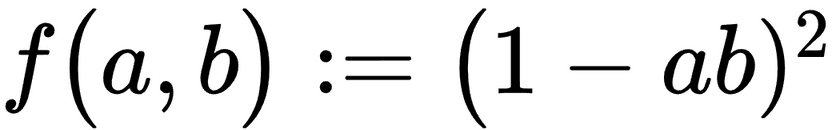 f(a, b) := (1 − ab)²